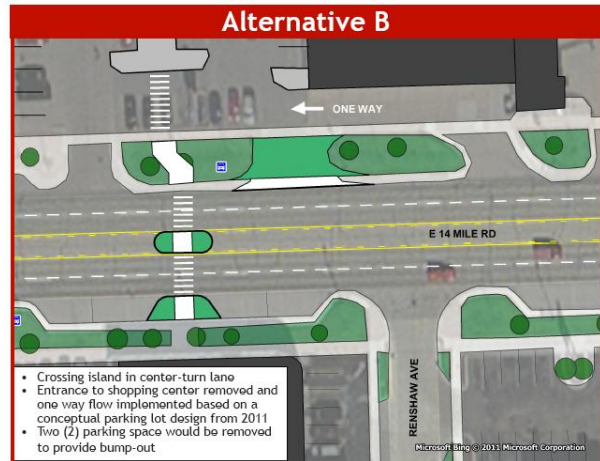 Alternative B
ONE WAY
E 14 MILE RD
RENSHAW AVE
• Crossing island in center-turn lane
• Entrance to shopping center removed and
one way flow implemented based on a
conceptual parking lot design from 2011
• Two (2) parking space would be removed
to provide bump-out
Microsoft Bing © 2011 Microsoft Corporation